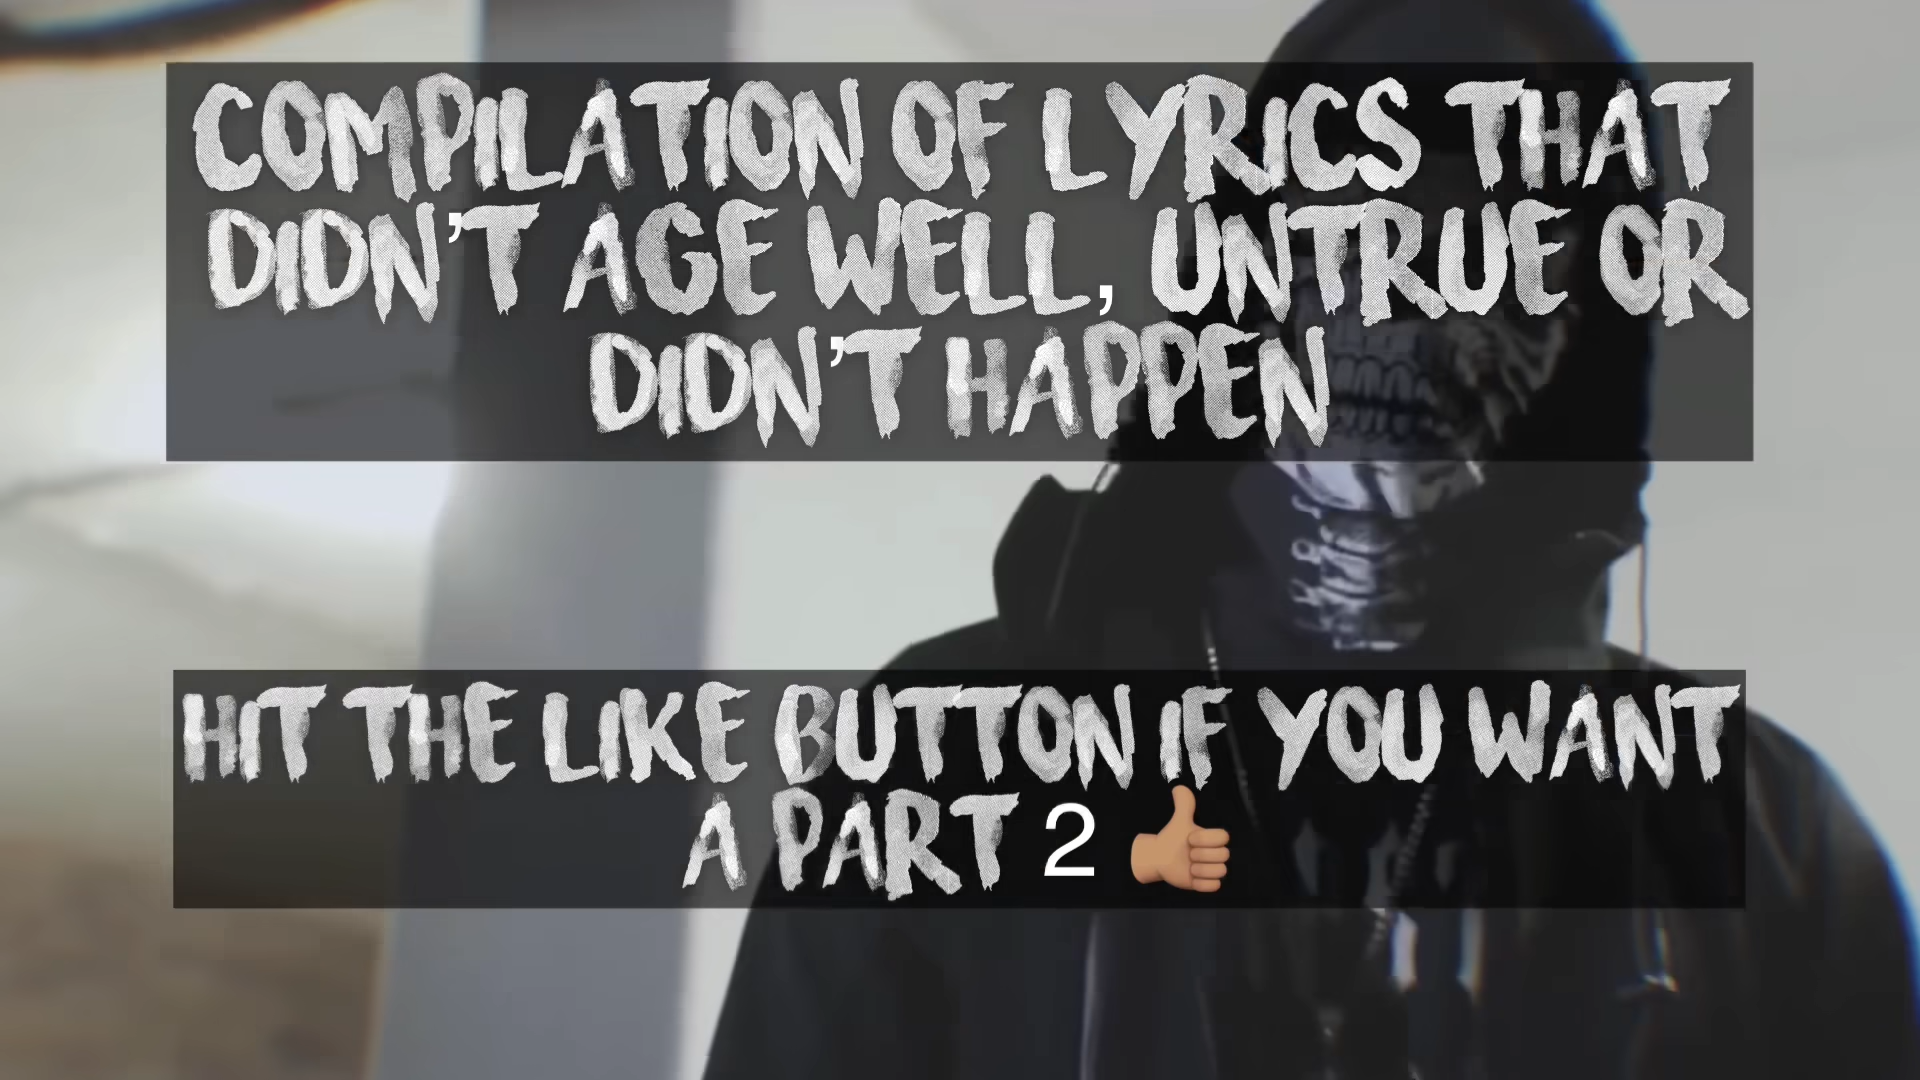 COMPILATION OF LYRICS THAT
DIDN'T AGE WELL, UNTRUE OR
DIDN'T HAPPEN
HIT THE LIKE BUTTON IF YOU WANT
A PART 2 👍🏽